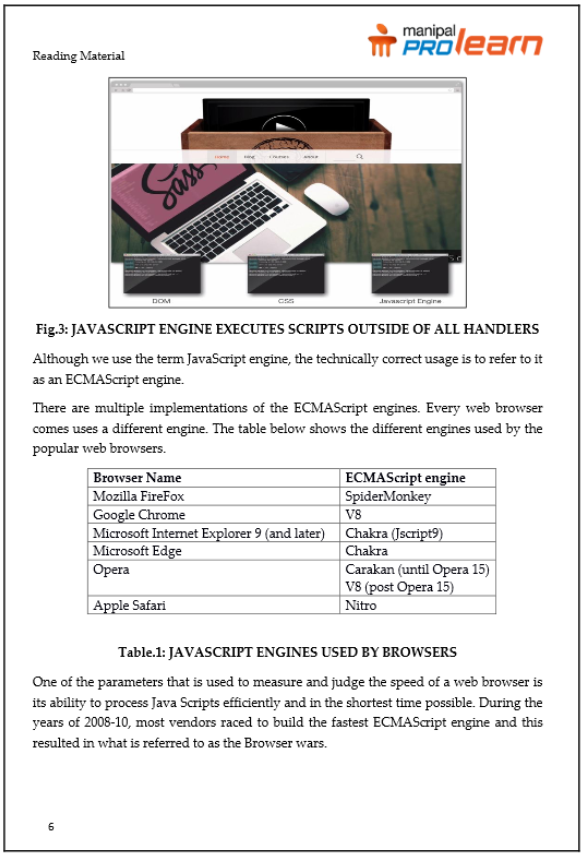 manipal
PROlearn
Reading Material
Sass
DOM
CSS
Javascript Engine
Fig.3: JAVASCRIPT ENGINE EXECUTES SCRIPTS OUTSIDE OF ALL HANDLERS
Although we use the term JavaScript engine, the technically correct usage is to refer to it
as an ECMAScript engine.
There are multiple implementations of the ECMAScript engines. Every web browser
comes uses a different engine. The table below shows the different engines used by the
popular web browsers.
Browser Name ECMAScript engine
Mozilla FireFox SpiderMonkey
Google Chrome V8
Microsoft Internet Explorer 9 (and later) Chakra (Jscript9)
Microsoft Edge Chakra
Opera Carakan (until Opera 15)
V8 (post Opera 15)
Apple Safari Nitro
Table.1: JAVASCRIPT ENGINES USED BY BROWSERS
One of the parameters that is used to measure and judge the speed of a web browser is
its ability to process Java Scripts efficiently and in the shortest time possible. During the
years of 2008-10, most vendors raced to build the fastest ECMAScript engine and this
resulted in what is referred to as the Browser wars.
6